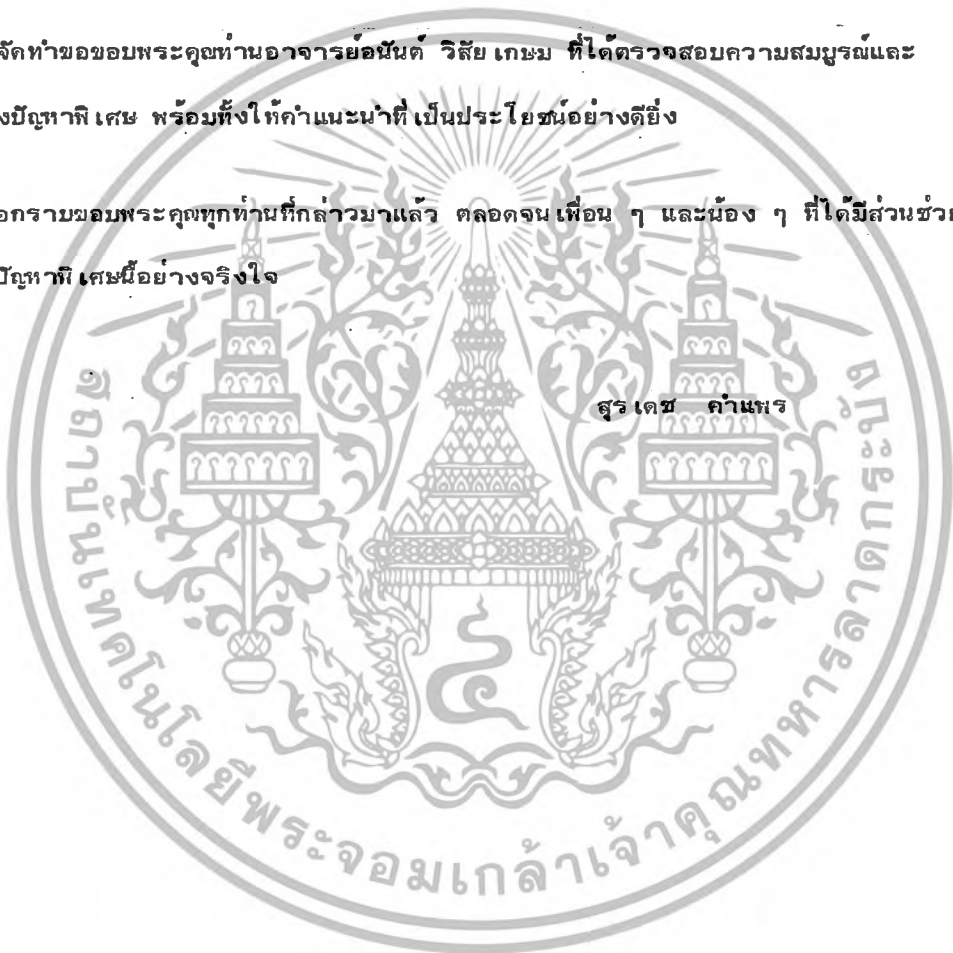 จัดทำขอขอบพระคุณท่านอาจารย์อนันต์ วิสัยเกษม ที่ได้ตรวจสอบความสมบูรณ์และ
งปัญหาพิเศษ พร้อมทั้งให้คำแนะนำที่เป็นประโยชน์อย่างดียิ่ง
อกราบขอบพระคุณทุกท่านที่กล่าวมาแล้ว ตลอดจนเพื่อน ๆ และน้อง ๆ ที่ได้มีส่วนช่วย
ปัญหาพิเศษนี้อย่างจริงใจ
สุรเดช คำแพร
สถาบันเทคโนโลยีพระจอมเกล้าเจ้าคุณทหารลาดกระบัง
๔